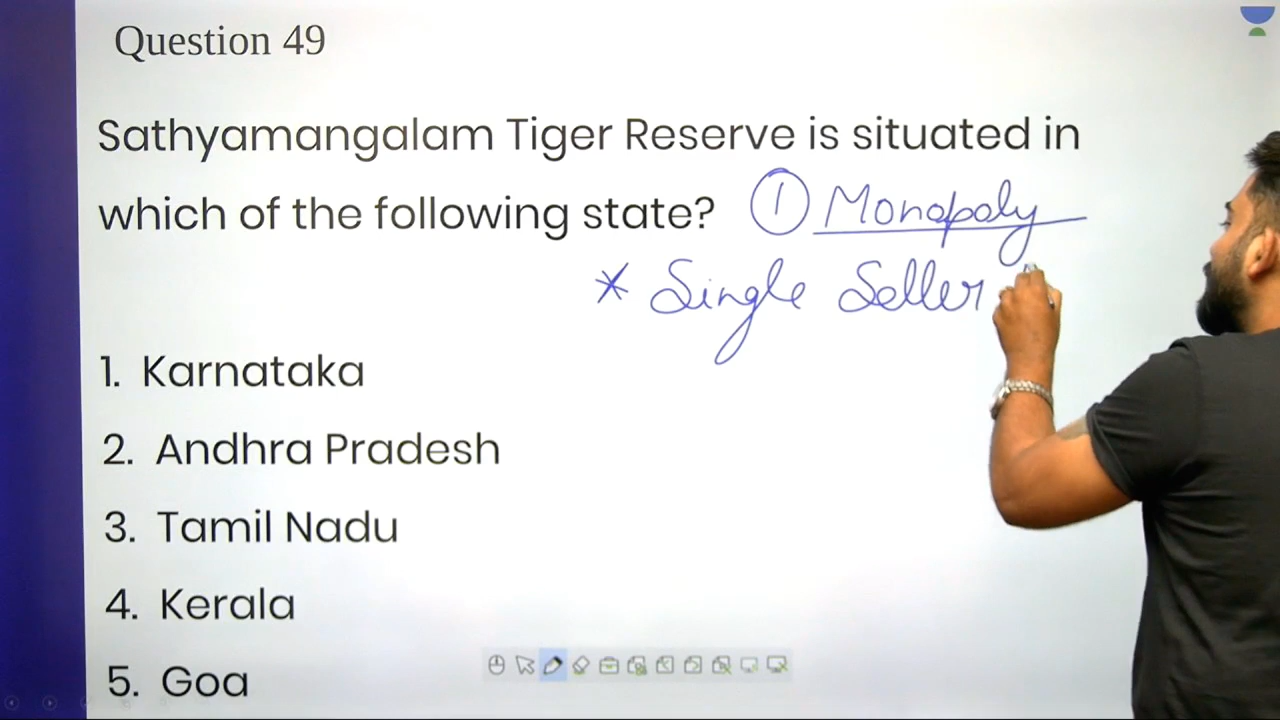 Question 49
Sathyamangalam Tiger Reserve is situated in
which of the following state? 1 Monopoly
* Single Seller
1. Karnataka
2. Andhra Pradesh
3. Tamil Nadu
4. Kerala
5. Goa